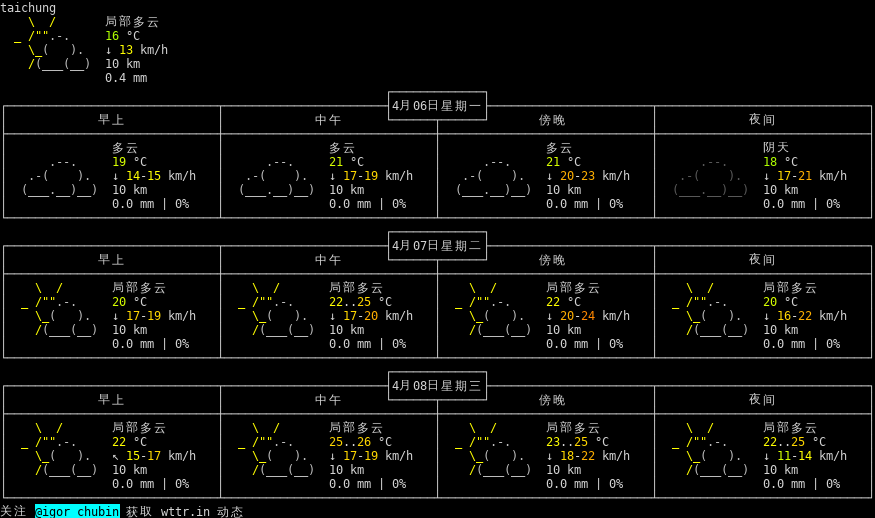 taichung
局部多云
16 °C
↓ 13 km/h
10 km
0.4 mm
4月06日星期一
早上 中午 傍晚 夜间
多云 多云 多云 阴天
19 °C 21 °C 21 °C 18 °C
↓ 14-15 km/h ↓ 17-19 km/h ↓ 20-23 km/h ↓ 17-21 km/h
10 km 10 km 10 km 10 km
0.0 mm | 0% 0.0 mm | 0% 0.0 mm | 0% 0.0 mm | 0%
4月07日星期二
早上 中午 傍晚 夜间
局部多云 局部多云 局部多云 局部多云
20 °C 22..25 °C 22 °C 20 °C
↓ 17-19 km/h ↓ 17-20 km/h ↓ 20-24 km/h ↓ 16-22 km/h
10 km 10 km 10 km 10 km
0.0 mm | 0% 0.0 mm | 0% 0.0 mm | 0% 0.0 mm | 0%
4月08日星期三
早上 中午 傍晚 夜间
局部多云 局部多云 局部多云 局部多云
22 °C 25..26 °C 23..25 °C 22..25 °C
↖ 15-17 km/h ↓ 17-19 km/h ↓ 18-22 km/h ↓ 11-14 km/h
10 km 10 km 10 km 10 km
0.0 mm | 0% 0.0 mm | 0% 0.0 mm | 0% 0.0 mm | 0%
关注 @igor_chubin 获取 wttr.in 动态